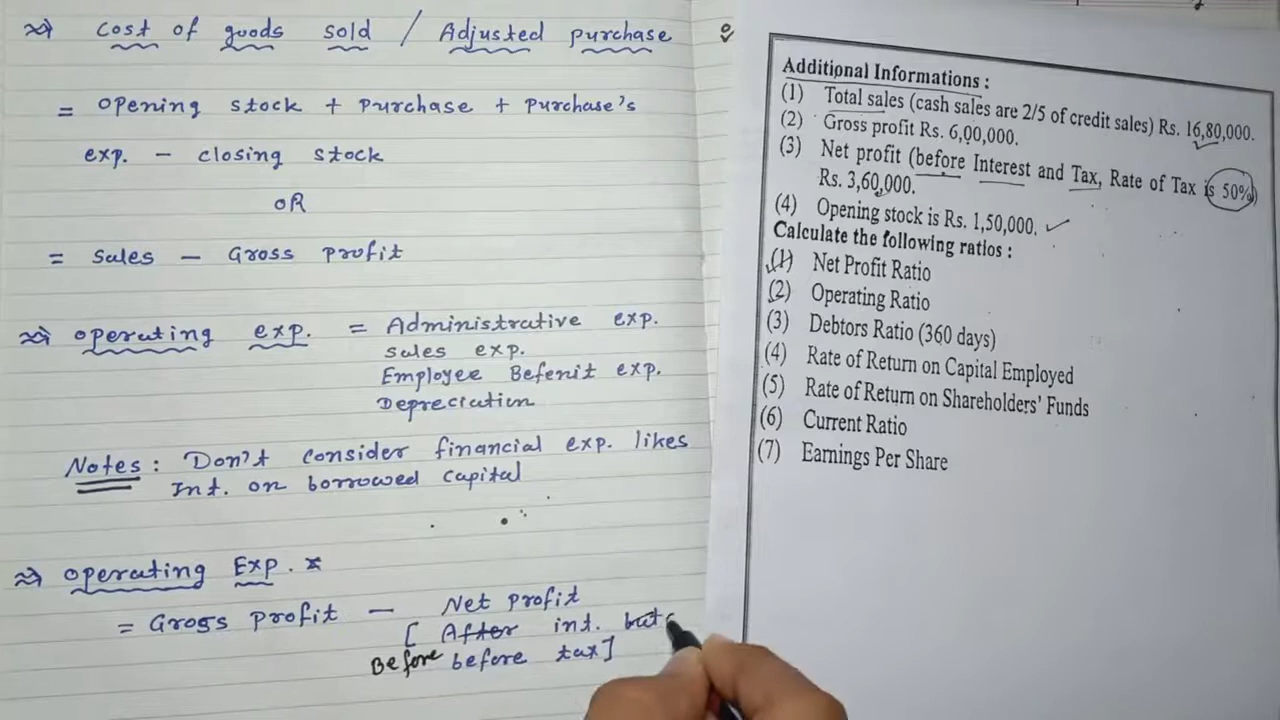 ⇒ Cost of goods sold / Adjusted purchase
= opening stock + purchase + purchase's
exp. - closing stock
OR
= sales - Gross profit
⇒ operating exp. = Administrative exp.
sales exp.
Employee Befenit exp.
Depreciation
Notes : Don't consider financial exp. likes
Int. on borrowed capital
⇒ operating Exp. *
= Gross profit - Net profit
[ After int. but
Before before tax]
Additional Informations :
(1) Total sales (cash sales are 2/5 of credit sales) Rs. 16,80,000.
(2) Gross profit Rs. 6,00,000.
(3) Net profit (before Interest and Tax, Rate of Tax is 50%)
Rs. 3,60,000.
(4) Opening stock is Rs. 1,50,000.
Calculate the following ratios :
(1) Net Profit Ratio
(2) Operating Ratio
(3) Debtors Ratio (360 days)
(4) Rate of Return on Capital Employed
(5) Rate of Return on Shareholders' Funds
(6) Current Ratio
(7) Earnings Per Share